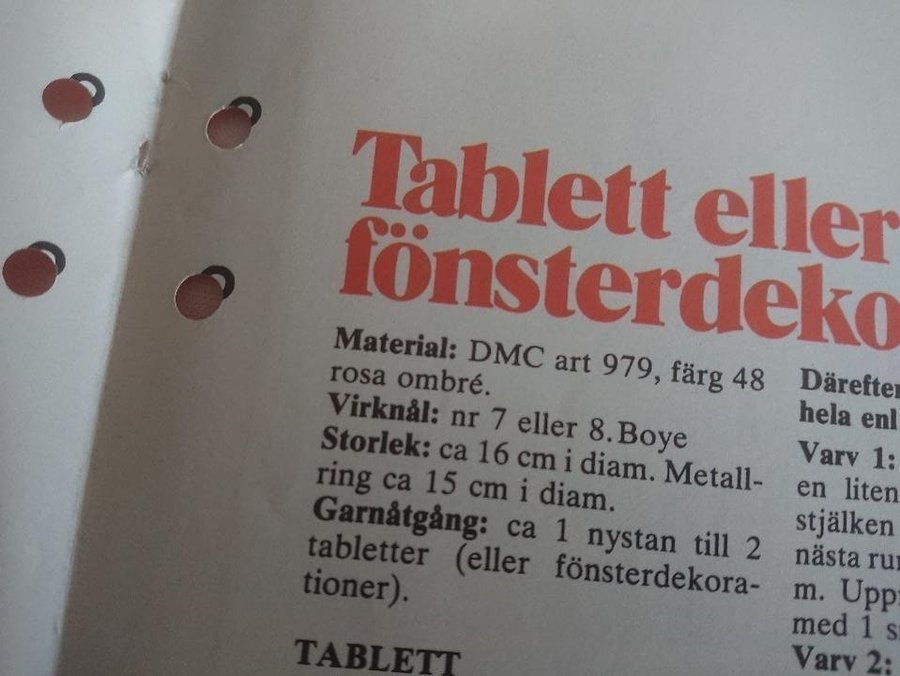 Tablett eller
fönsterdeko
Material: DMC art 979, färg 48
rosa ombré.
Virknål: nr 7 eller 8. Boye
Storlek: ca 16 cm i diam. Metall-
ring ca 15 cm i diam.
Garnåtgång: ca 1 nystan till 2
tabletter (eller fönsterdekora-
tioner).
TABLETT
Därefter
hela enl
Varv 1:
en liten
stjälken
nästa
m.
med 1
Varv 2: